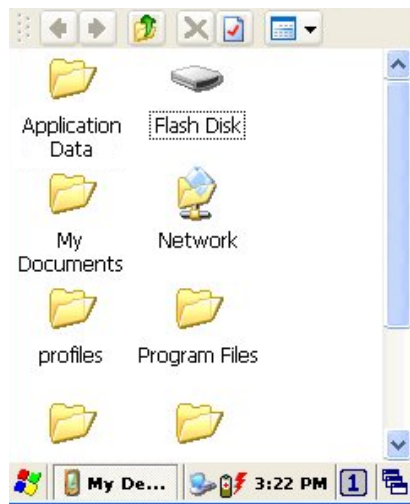 Application
Data
Flash Disk
My
Documents
Network
profiles
Program Files
My De...
3:22 PM
1